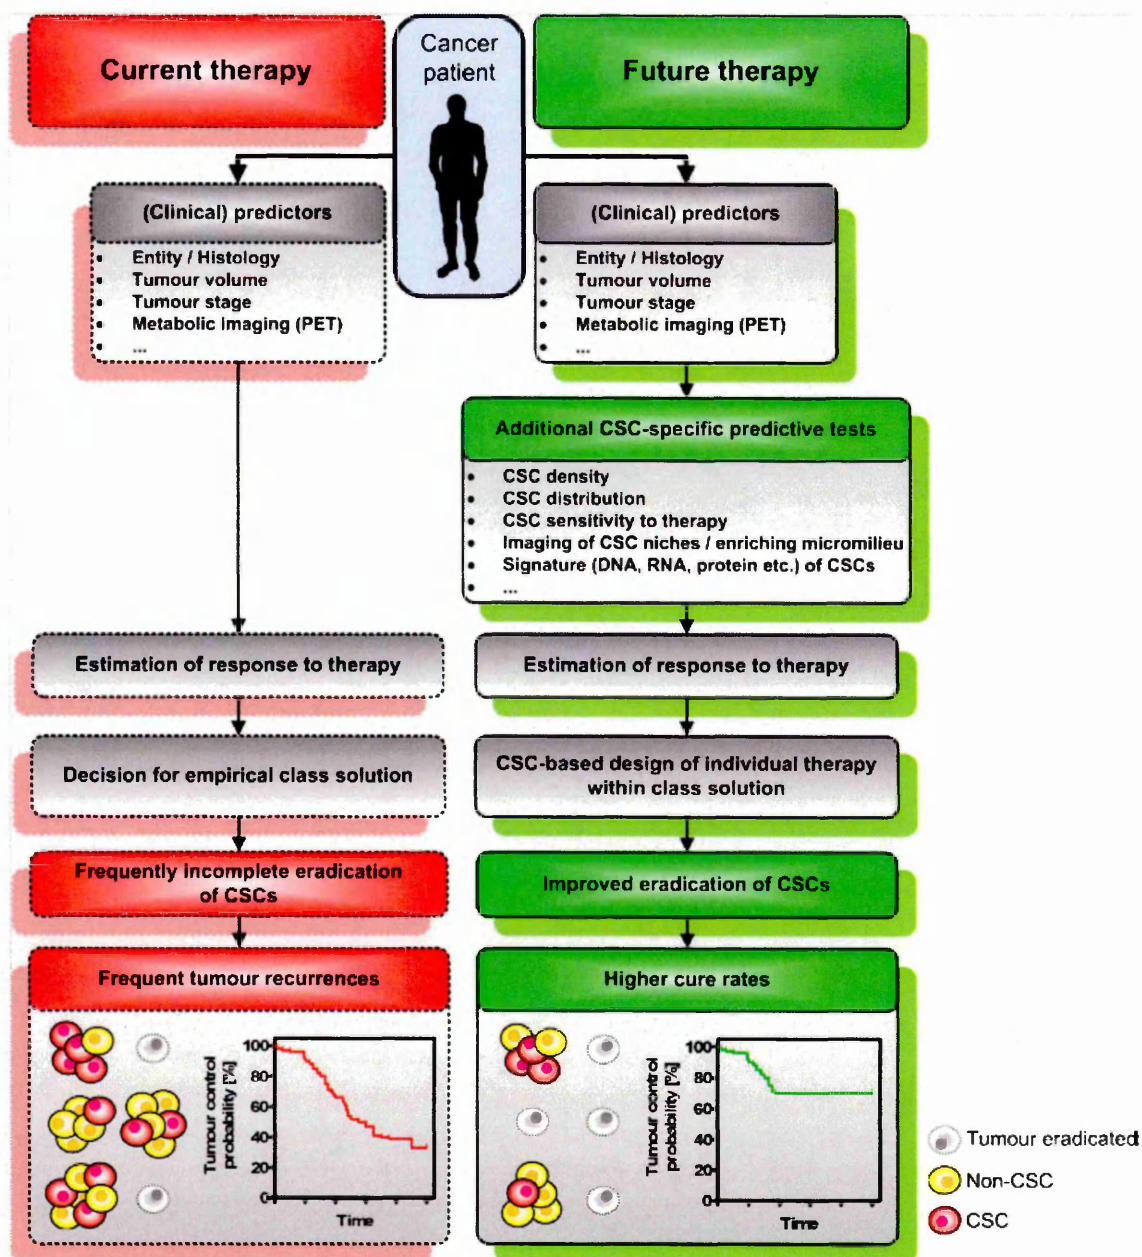 Current therapy
Cancer
patient
Future therapy
(Clinical) predictors
• Entity / Histology
• Tumour volume
• Tumour stage
• Metabolic imaging (PET)
• ...
(Clinical) predictors
• Entity / Histology
• Tumour volume
• Tumour stage
• Metabolic imaging (PET)
• ...
Additional CSC-specific predictive tests
• CSC density
• CSC distribution
• CSC sensitivity to therapy
• Imaging of CSC niches / enriching micromilieu
• Signature (DNA, RNA, protein etc.) of CSCs
• ...
Estimation of response to therapy
Estimation of response to therapy
Decision for empirical class solution
CSC-based design of individual therapy
within class solution
Frequently incomplete eradication
of CSCs
Improved eradication of CSCs
Frequent tumour recurrences
Tumour control
probability [%]
100
80
60
40
20
0
Time
Higher cure rates
Tumour control
probability [%]
100
80
60
40
20
0
Time
Tumour eradicated
Non-CSC
CSC